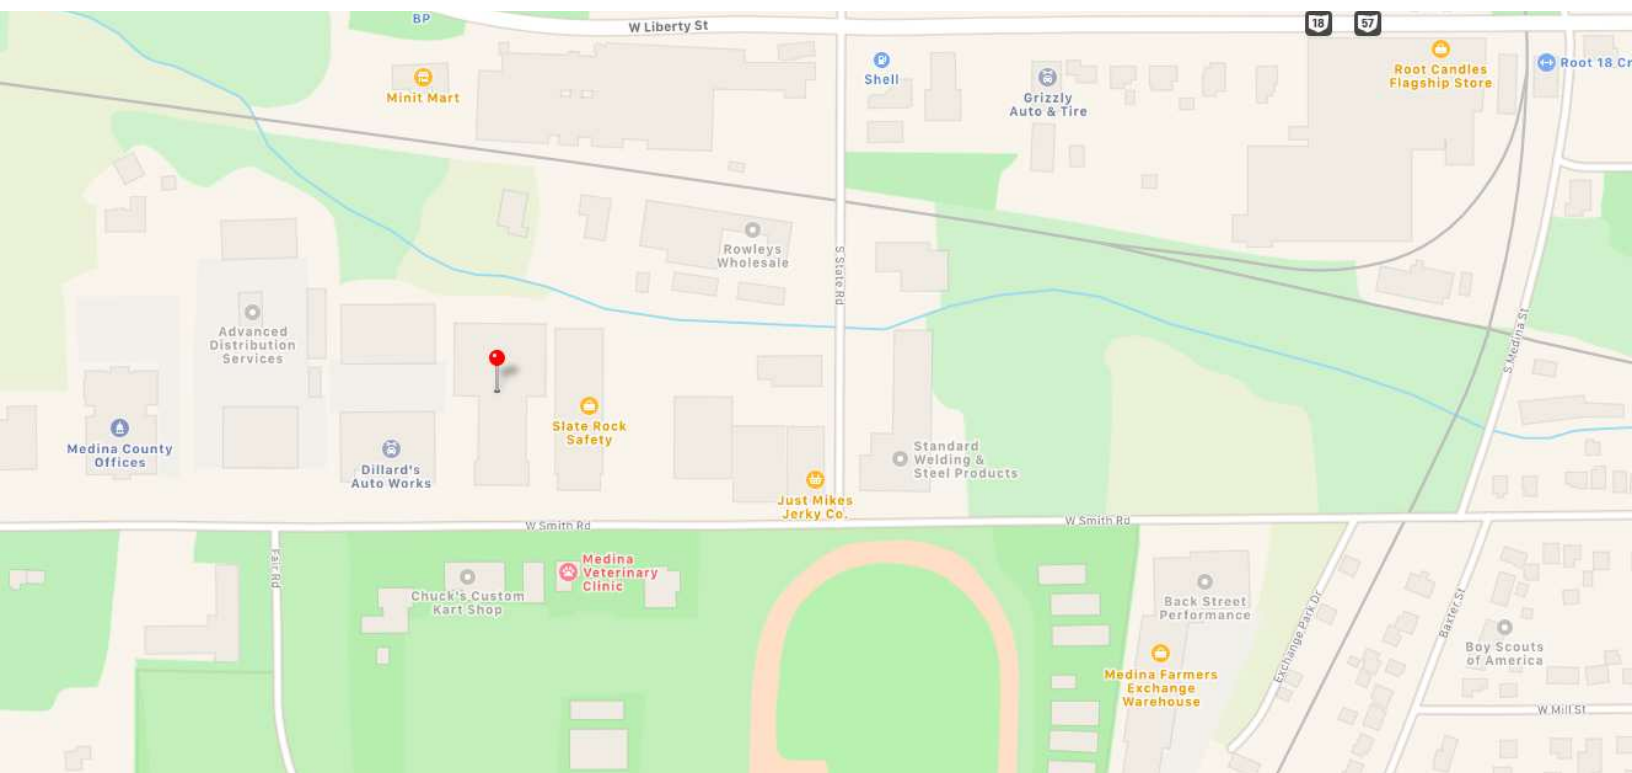 BP
W Liberty St
18
57
Minit Mart
Shell
Grizzly
Auto & Tire
Root Candles
Flagship Store
Root 18 Cr
Rowleys
Wholesale
S State Rd
Advanced
Distribution
Services
S Medina St
Slate Rock
Safety
Medina County
Offices
Dillard's
Auto Works
Standard
Welding &
Steel Products
Just Mikes
Jerky Co.
W Smith Rd
W Smith Rd
Fair Rd
Medina
Veterinary
Clinic
Chuck's Custom
Kart Shop
Back Street
Performance
Exchange Park Dr
Baxter St
Boy Scouts
of America
Medina Farmers
Exchange
Warehouse
W Mill St